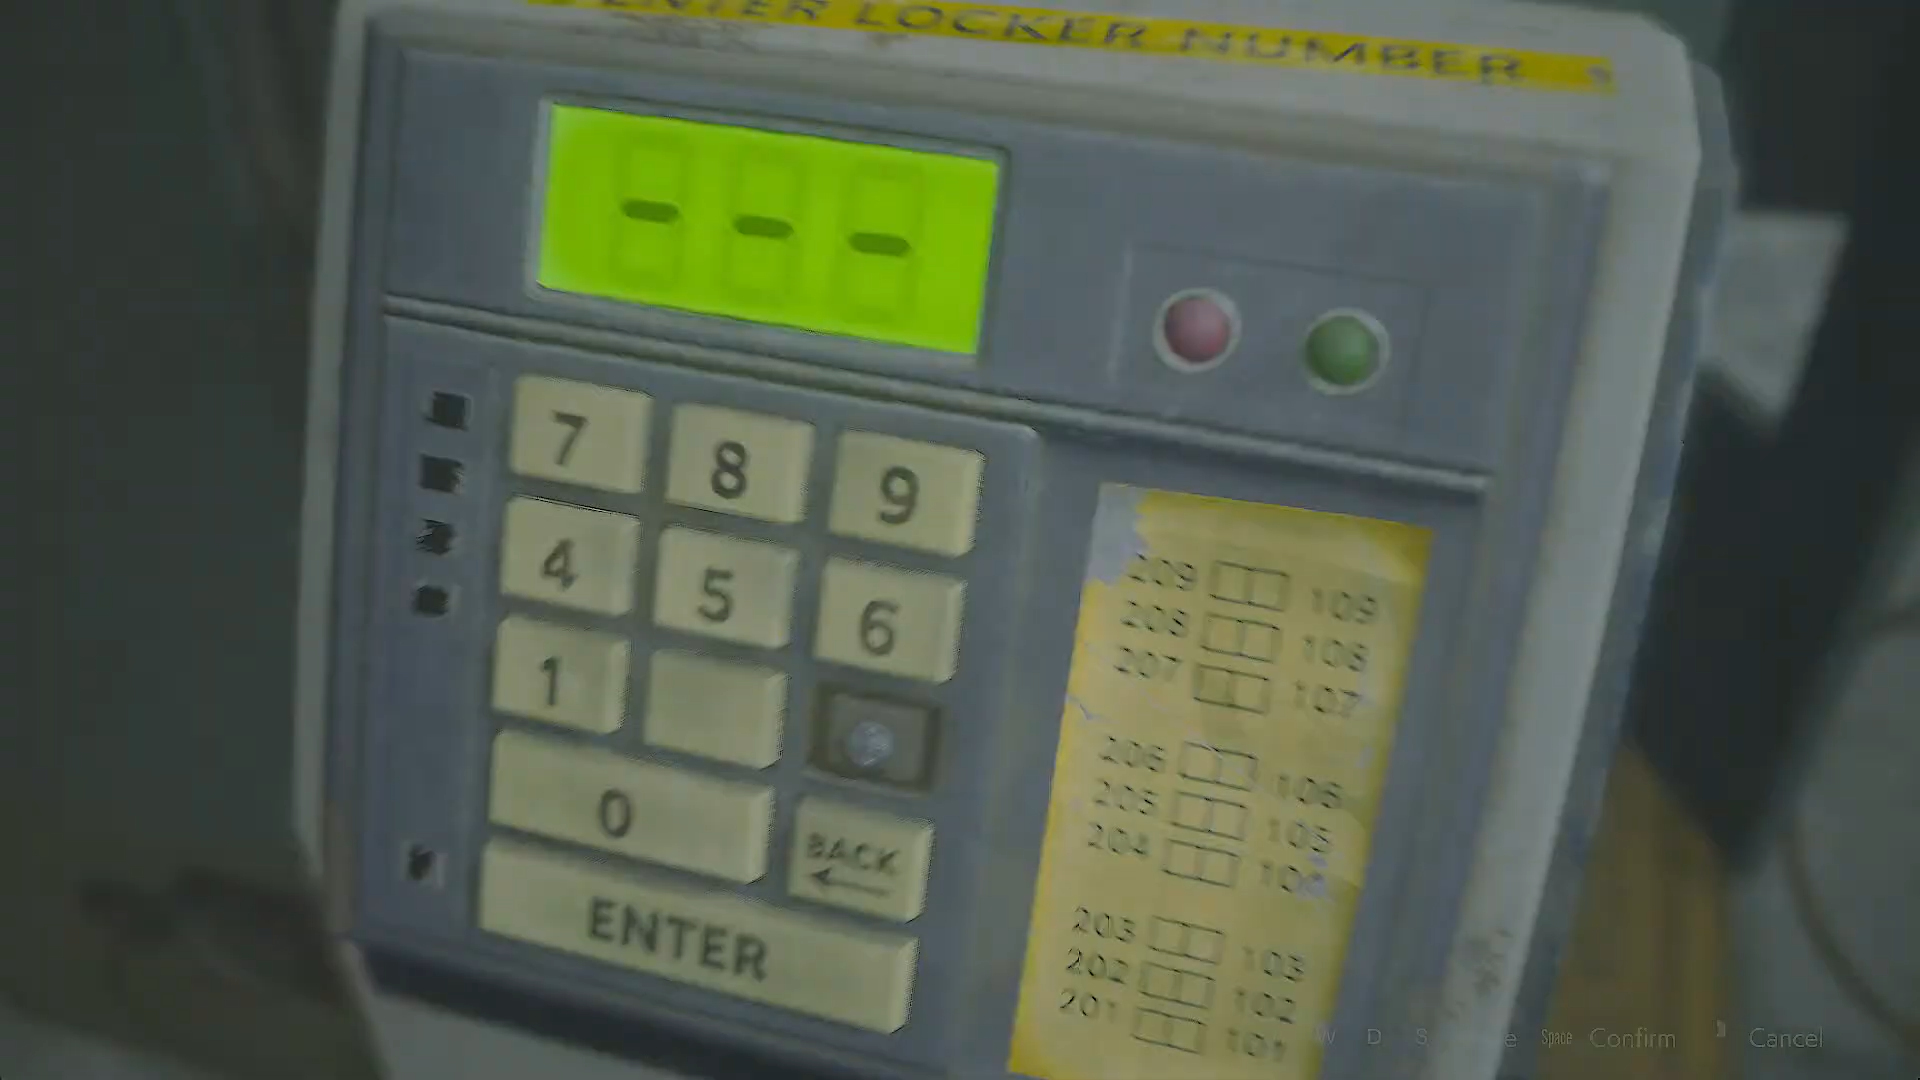 ENTER LOCKER NUMBER
- - -
7 8 9
4 5 6
1
0 BACK
ENTER
209 109
208 108
207 107
206 106
205 105
204 104
203 103
202 102
201 101
W D S Space Confirm Cancel